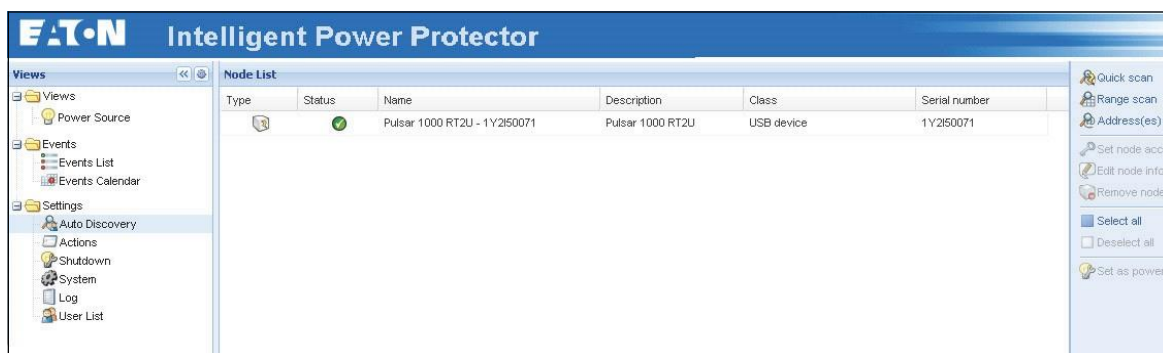 EATON Intelligent Power Protector
Views
Views
Power Source
Events
Events List
Events Calendar
Settings
Auto Discovery
Actions
Shutdown
System
Log
User List
Node List
Type Status Name Description Class Serial number
Pulsar 1000 RT2U - 1Y2I50071 Pulsar 1000 RT2U USB device 1Y2I50071
Quick scan
Range scan
Address(es)
Set node acc
Edit node info
Remove node
Select all
Deselect all
Set as power